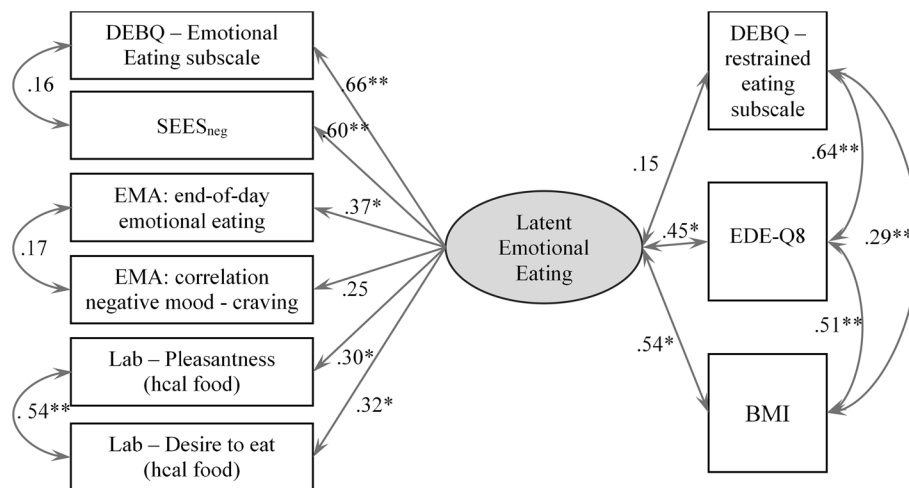 DEBQ – Emotional
Eating subscale
.16
SEESneg
EMA: end-of-day
emotional eating
.17
EMA: correlation
negative mood - craving
Lab – Pleasantness
(hcal food)
. 54**
Lab – Desire to eat
(hcal food)
.66**
.60**
.37*
.25
.30*
.32*
Latent
Emotional
Eating
.15
.45*
.54*
DEBQ –
restrained
eating
subscale
.64**
EDE-Q8
.29**
.51**
BMI